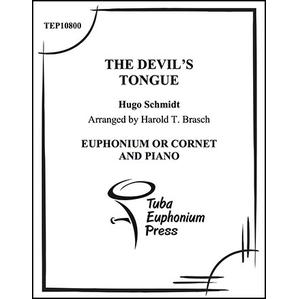 TEP10800
THE DEVIL'S
TONGUE
Hugo Schmidt
Arranged by Harold T. Brasch
EUPHONIUM OR CORNET
AND PIANO
Tuba
Euphonium
Press